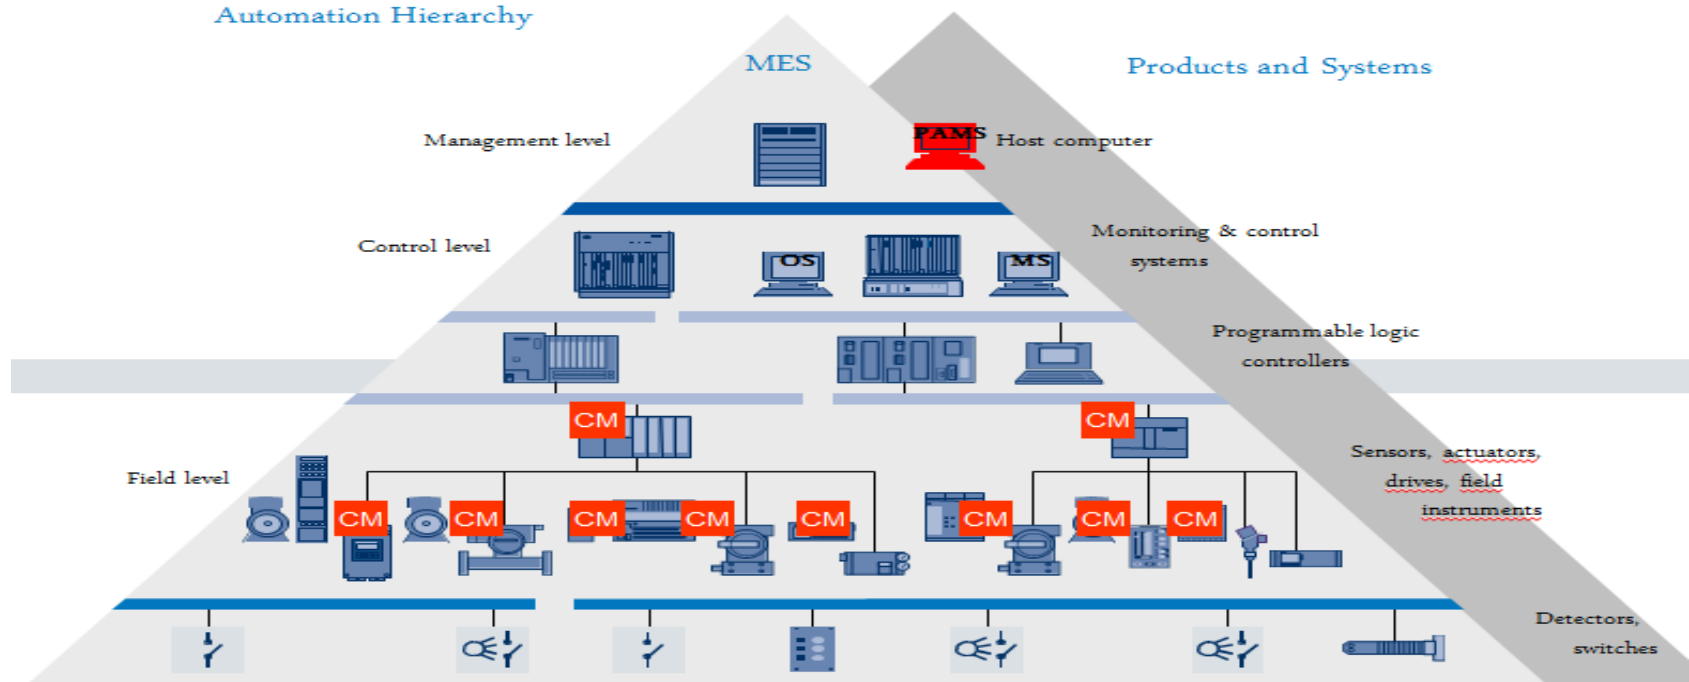 Automation Hierarchy
MES
Products and Systems
Management level
PAMS
Host computer
Control level
OS
MS
Monitoring & control
systems
Programmable logic
controllers
CM
CM
Field level
Sensors, actuators,
drives, field
instruments
CM
CM
CM
CM
CM
CM
CM
CM
Detectors,
switches